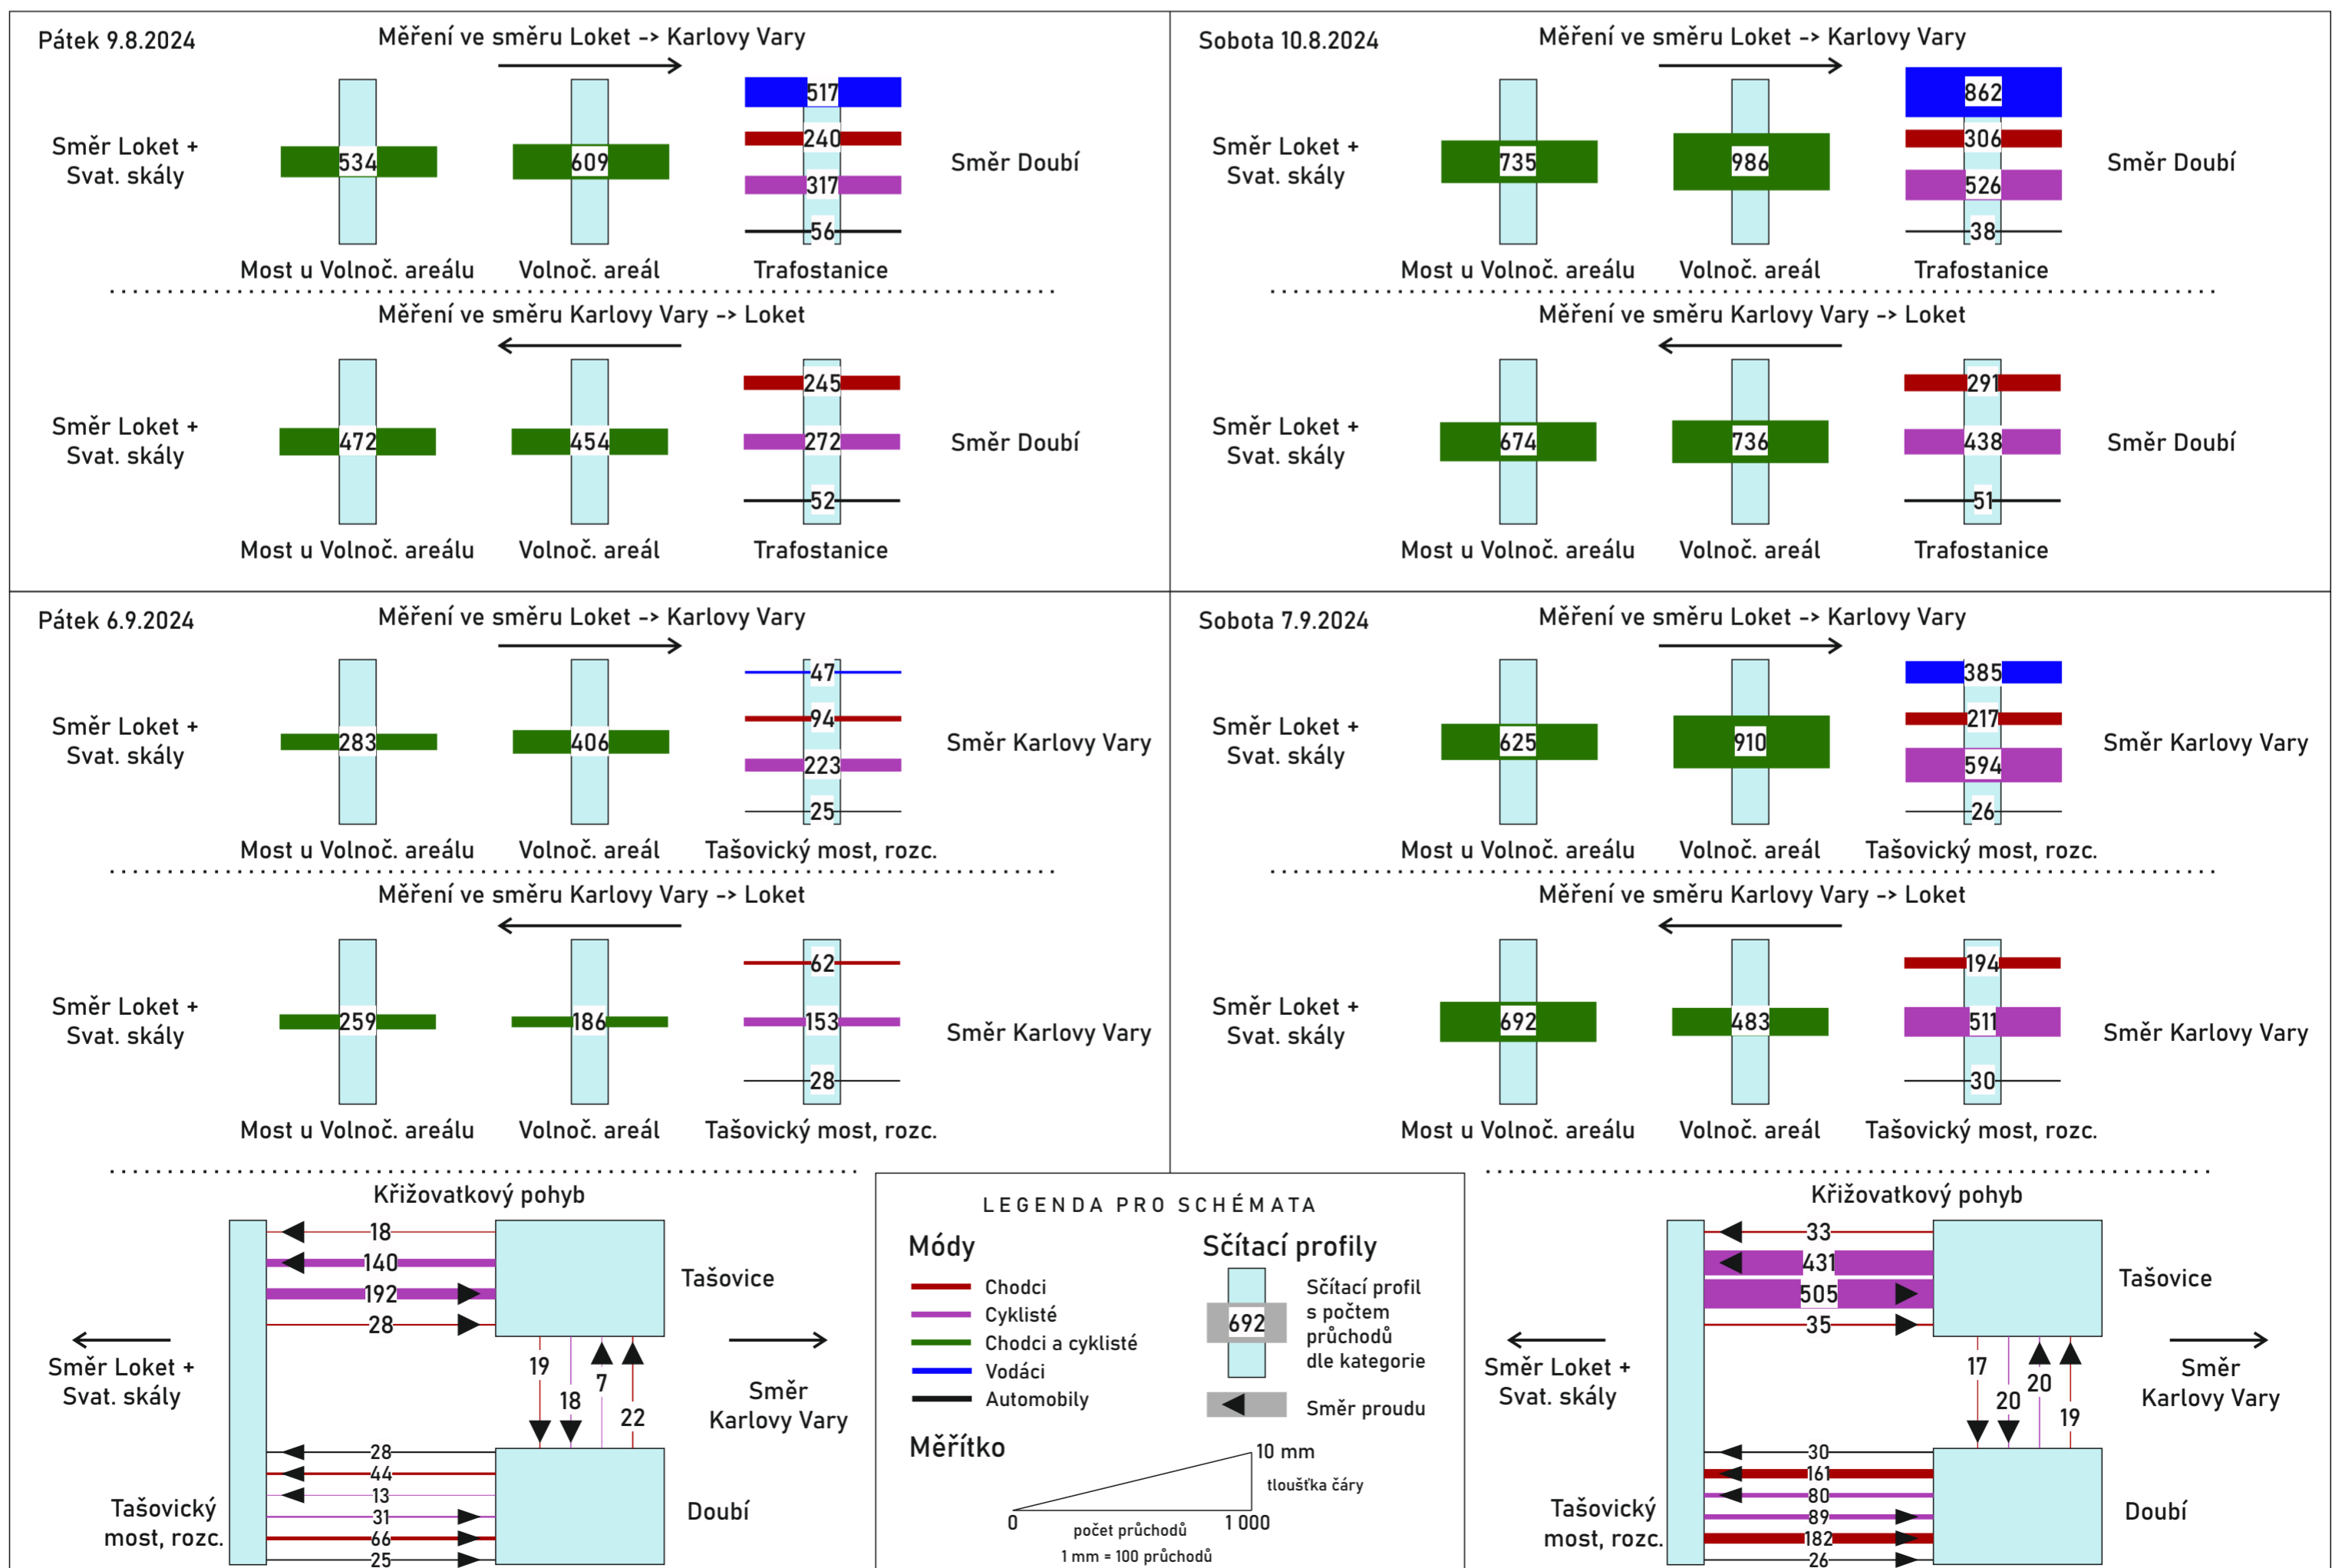 Pátek 9.8.2024
Měření ve směru Loket -> Karlovy Vary
Směr Loket +
Svat. skály
534
609
517
240
317
56
Směr Doubí
Most u Volnoč. areálu
Volnoč. areál
Trafostanice
Měření ve směru Karlovy Vary -> Loket
Směr Loket +
Svat. skály
472
454
245
272
52
Směr Doubí
Most u Volnoč. areálu
Volnoč. areál
Trafostanice
Sobota 10.8.2024
Měření ve směru Loket -> Karlovy Vary
Směr Loket +
Svat. skály
735
986
862
306
526
38
Směr Doubí
Most u Volnoč. areálu
Volnoč. areál
Trafostanice
Měření ve směru Karlovy Vary -> Loket
Směr Loket +
Svat. skály
674
736
291
438
51
Směr Doubí
Most u Volnoč. areálu
Volnoč. areál
Trafostanice
Pátek 6.9.2024
Měření ve směru Loket -> Karlovy Vary
Směr Loket +
Svat. skály
283
406
47
94
223
25
Směr Karlovy Vary
Most u Volnoč. areálu
Volnoč. areál
Tašovický most, rozc.
Měření ve směru Karlovy Vary -> Loket
Směr Loket +
Svat. skály
259
186
62
153
28
Směr Karlovy Vary
Most u Volnoč. areálu
Volnoč. areál
Tašovický most, rozc.
Křižovatkový pohyb
18
140
192
28
Tašovice
19
18
7
22
Směr Loket +
Svat. skály
Směr
Karlovy Vary
28
44
13
31
66
25
Tašovický
most, rozc.
Doubí
Sobota 7.9.2024
Měření ve směru Loket -> Karlovy Vary
Směr Loket +
Svat. skály
625
910
385
217
594
26
Směr Karlovy Vary
Most u Volnoč. areálu
Volnoč. areál
Tašovický most, rozc.
Měření ve směru Karlovy Vary -> Loket
Směr Loket +
Svat. skály
692
483
194
511
30
Směr Karlovy Vary
Most u Volnoč. areálu
Volnoč. areál
Tašovický most, rozc.
Křižovatkový pohyb
33
431
505
35
Tašovice
17
20
20
19
Směr Loket +
Svat. skály
Směr
Karlovy Vary
30
161
80
89
182
26
Tašovický
most, rozc.
Doubí
LEGENDA PRO SCHÉMATA
Módy
Chodci
Cyklisté
Chodci a cyklisté
Vodáci
Automobily
Sčítací profily
692
Sčítací profil
s počtem
průchodů
dle kategorie
Směr proudu
Měřítko
10 mm
tloušťka čáry
0
1 000
počet průchodů
1 mm = 100 průchodů